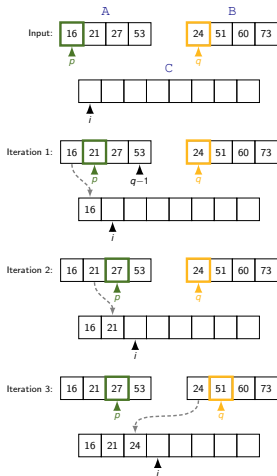 A B
Input: 16 21 27 53 24 51 60 73
p q
C
i
Iteration 1: 16 21 27 53 24 51 60 73
p q−1 q
16
i
Iteration 2: 16 21 27 53 24 51 60 73
p q
16 21
i
Iteration 3: 16 21 27 53 24 51 60 73
p q
16 21 24
i